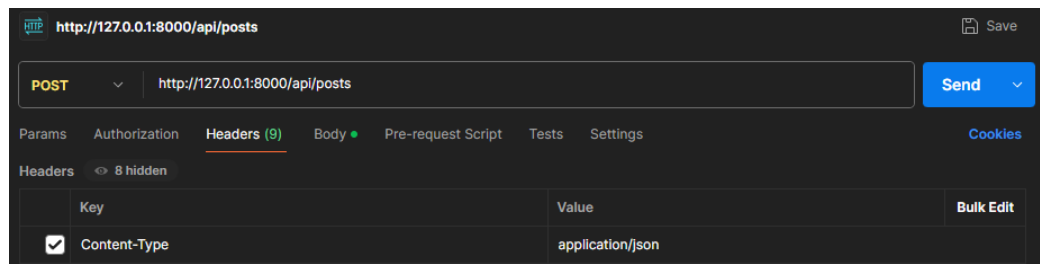 HTTP http://127.0.0.1:8000/api/posts Save
POST http://127.0.0.1:8000/api/posts Send
Params Authorization Headers (9) Body Pre-request Script Tests Settings Cookies
Headers 8 hidden
Key Value Bulk Edit
Content-Type application/json